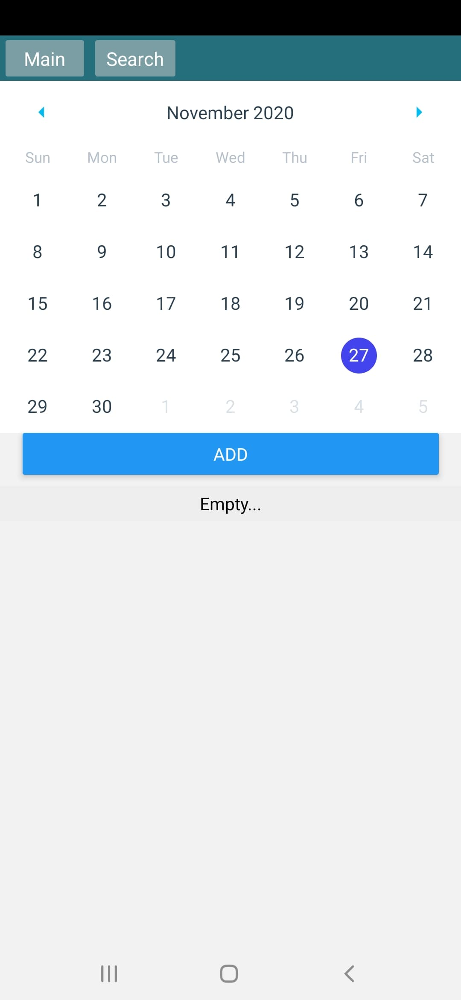 Main Search
November 2020
Sun Mon Tue Wed Thu Fri Sat
1 2 3 4 5 6 7
8 9 10 11 12 13 14
15 16 17 18 19 20 21
22 23 24 25 26 27 28
29 30 1 2 3 4 5
ADD
Empty...